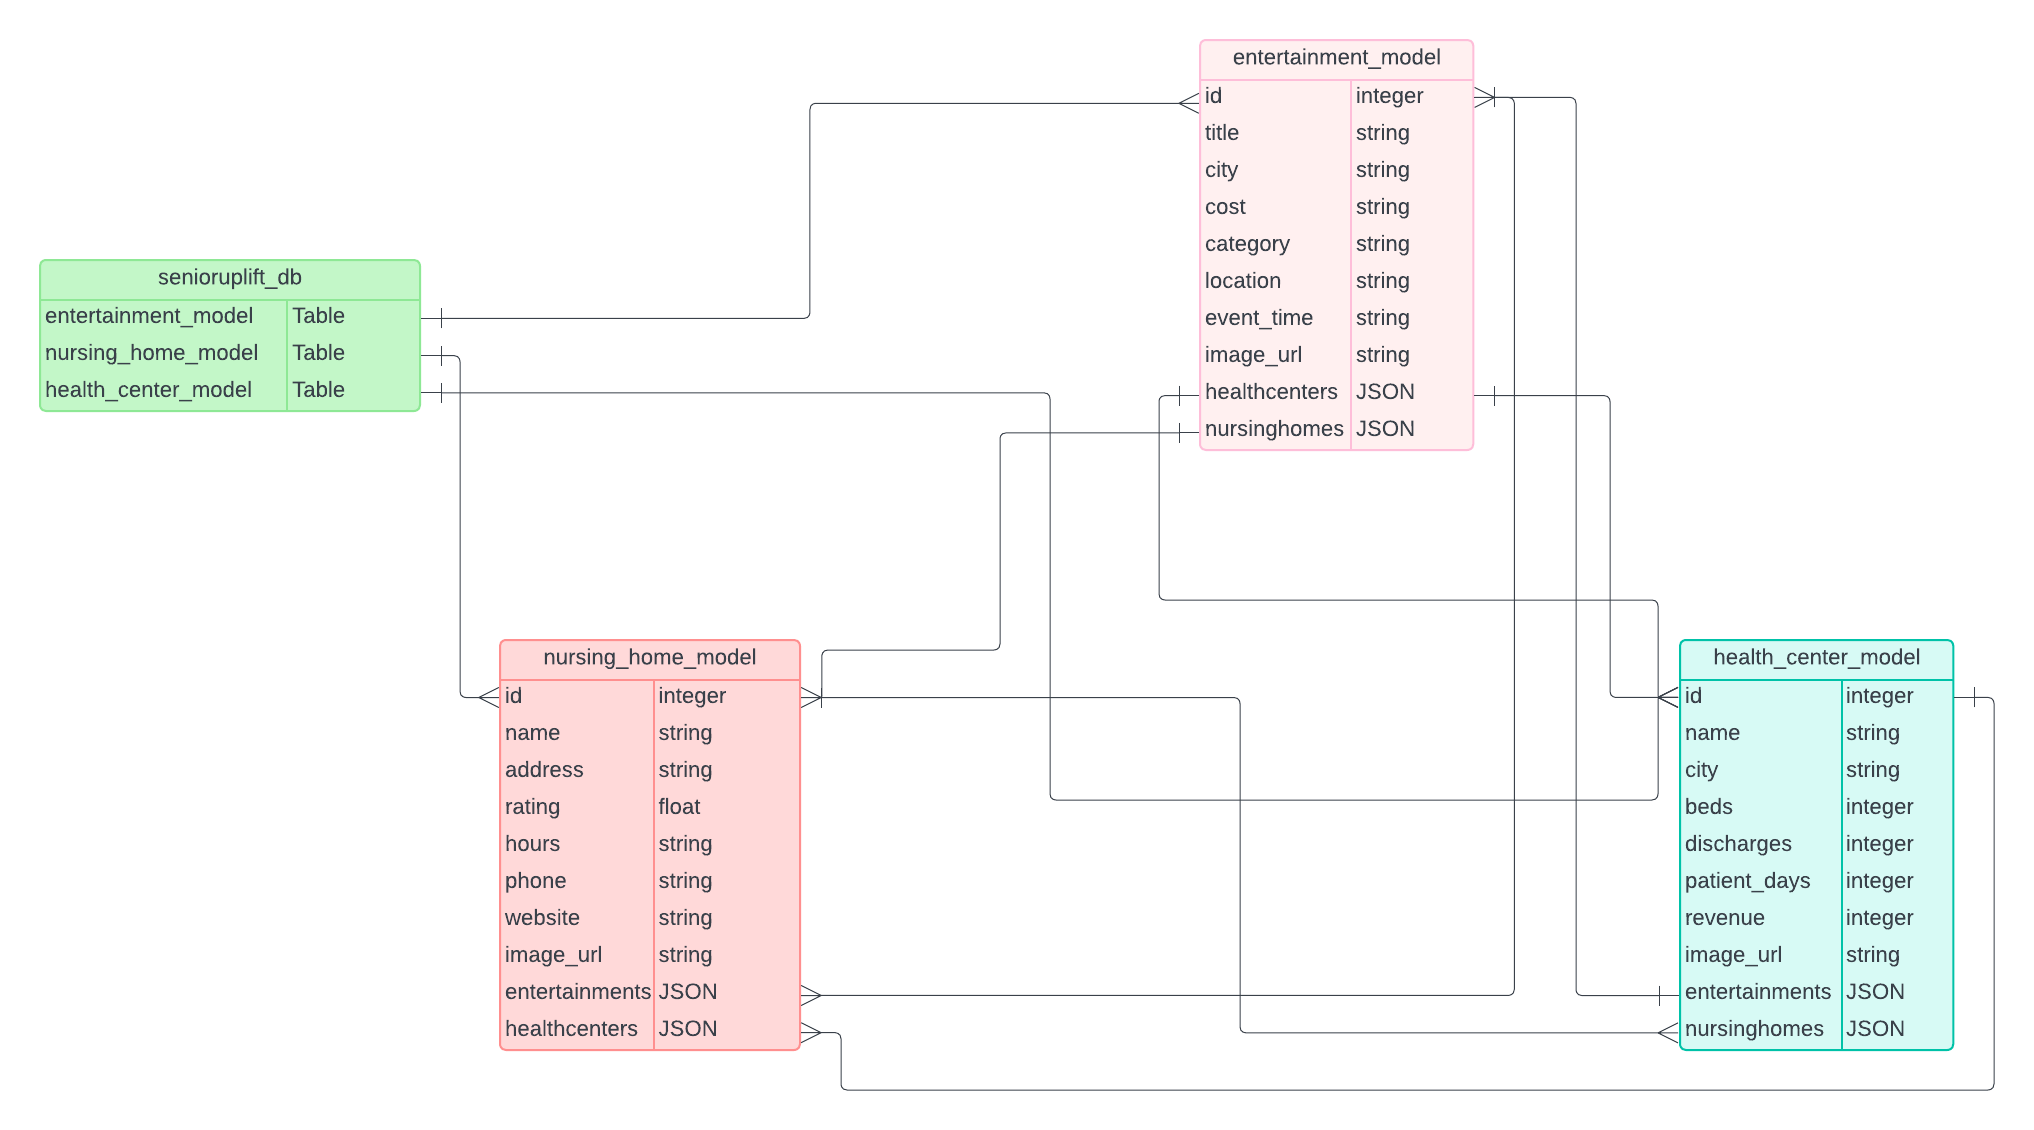 entertainment_model
id integer
title string
city string
cost string
category string
location string
event_time string
image_url string
healthcenters JSON
nursinghomes JSON
senioruplift_db
entertainment_model Table
nursing_home_model Table
health_center_model Table
nursing_home_model
id integer
name string
address string
rating float
hours string
phone string
website string
image_url string
entertainments JSON
healthcenters JSON
health_center_model
id integer
name string
city string
beds integer
discharges integer
patient_days integer
revenue integer
image_url string
entertainments JSON
nursinghomes JSON